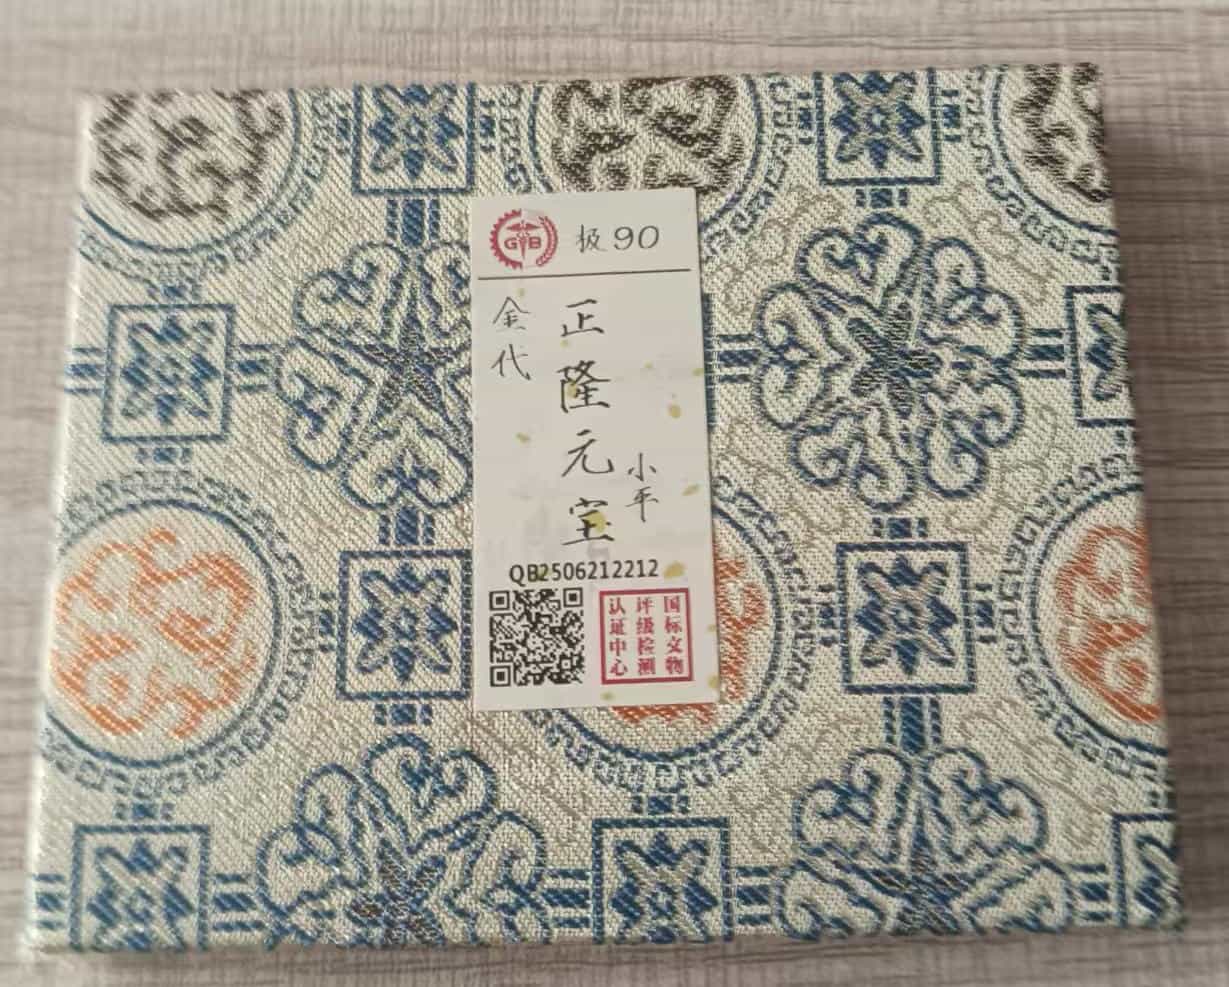 GB 极90
金代
正隆元宝
小平
QB2506212212
国标文物
评级检测
认证中心